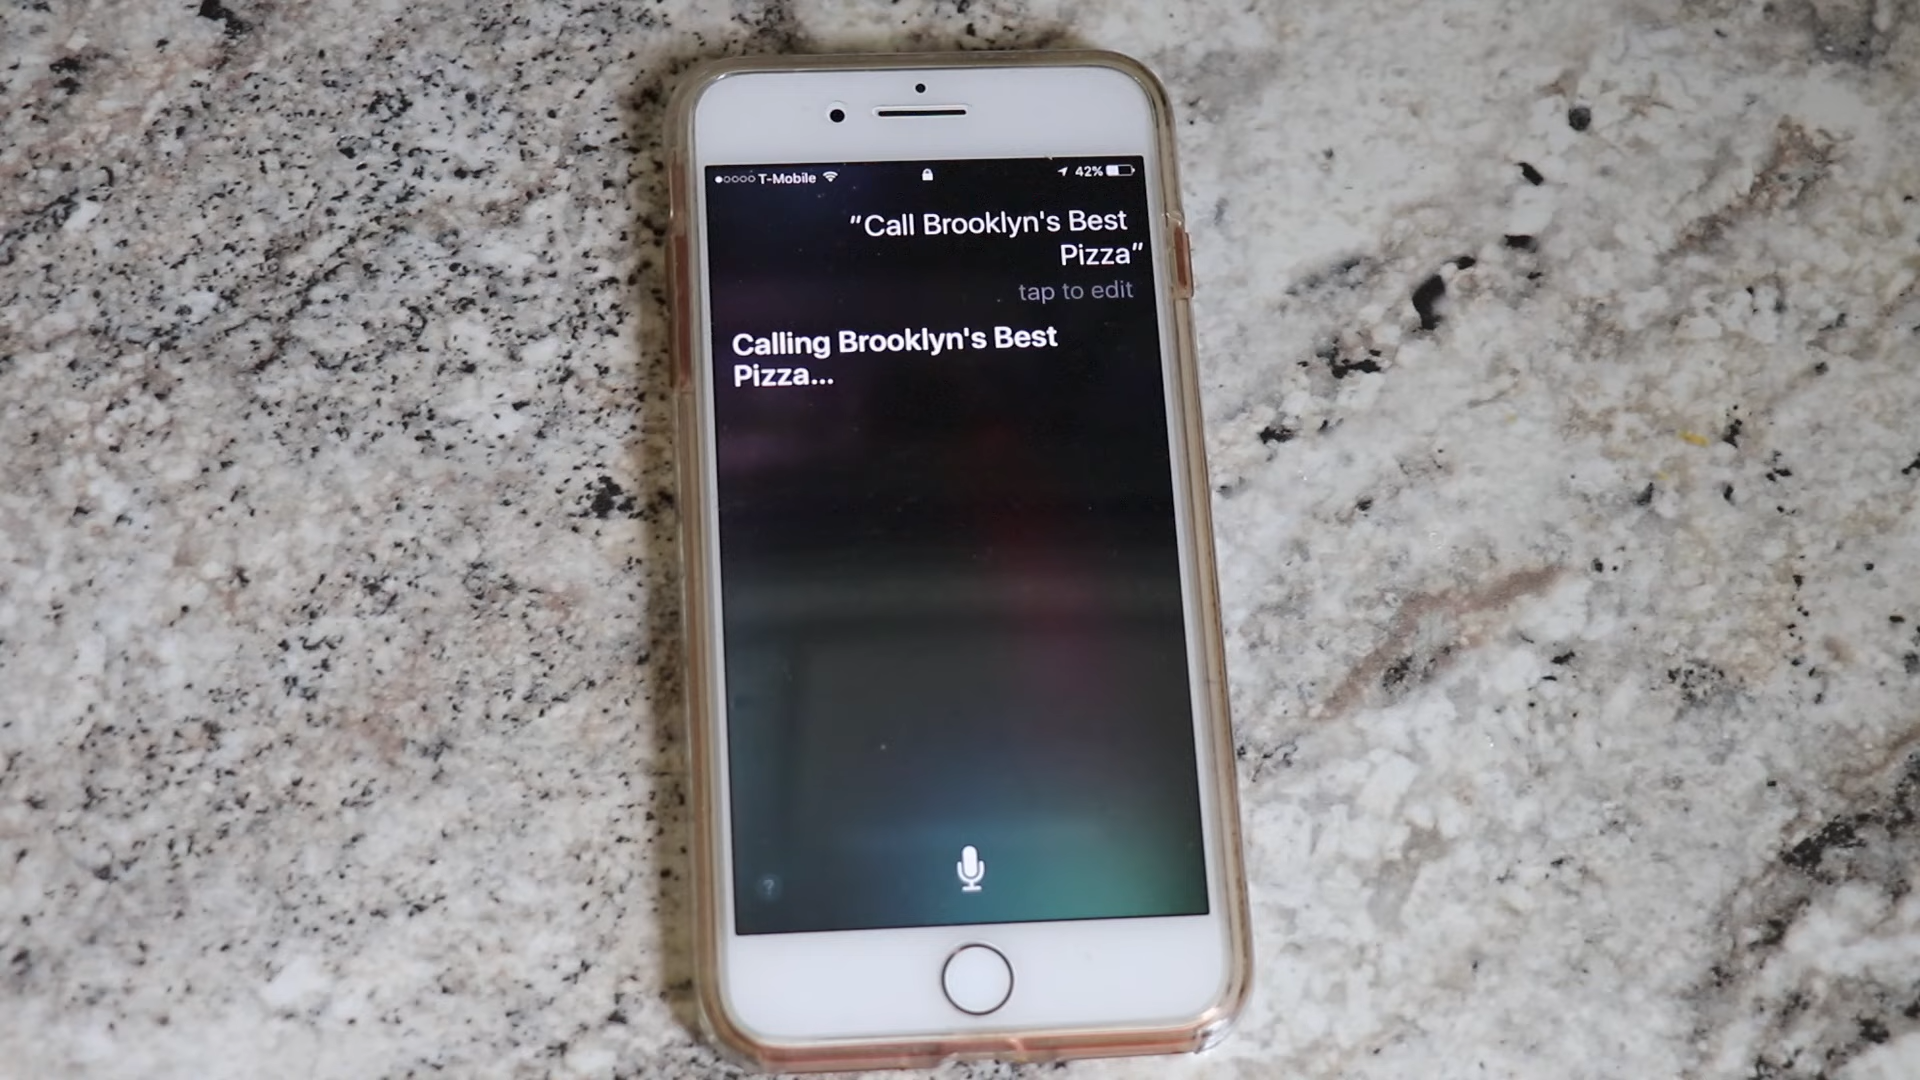 T-Mobile 42%
"Call Brooklyn's Best
Pizza"
tap to edit
Calling Brooklyn's Best
Pizza...
?